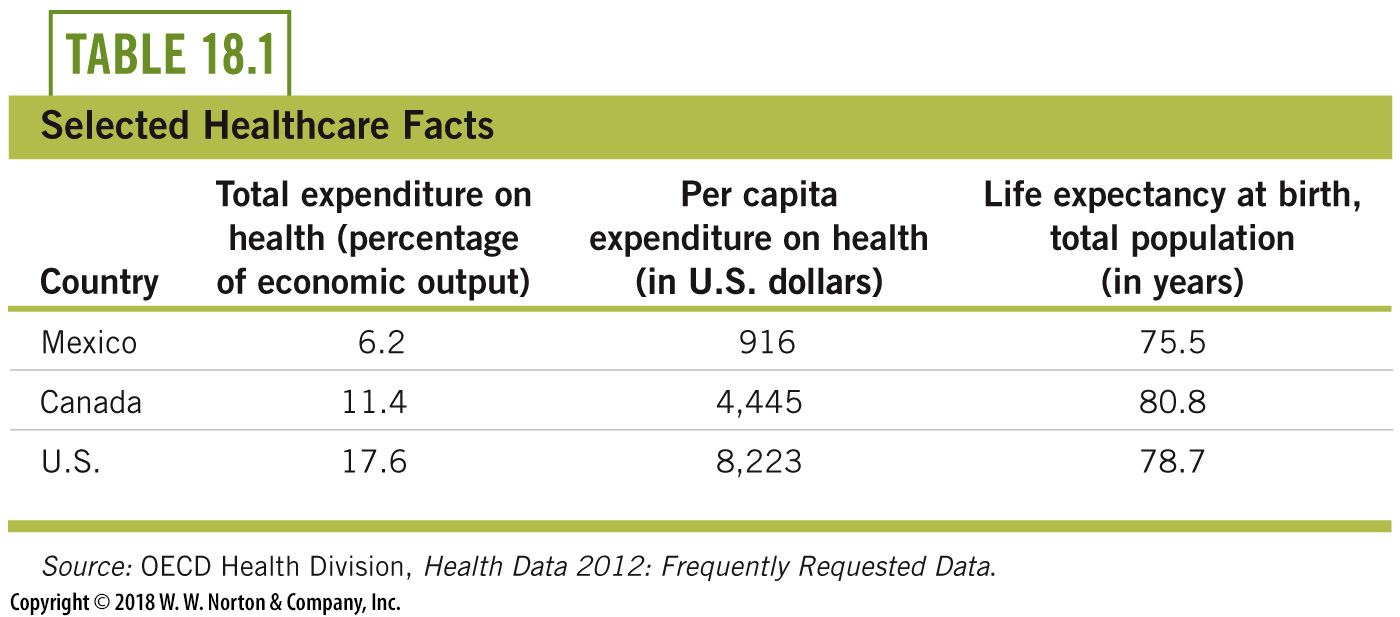 TABLE 18.1
Selected Healthcare Facts
Country
Total expenditure on
health (percentage
of economic output)
Per capita
expenditure on health
(in U.S. dollars)
Life expectancy at birth,
total population
(in years)
Mexico 6.2 916 75.5
Canada 11.4 4,445 80.8
U.S. 17.6 8,223 78.7
Source: OECD Health Division, Health Data 2012: Frequently Requested Data.
Copyright © 2018 W. W. Norton & Company, Inc.